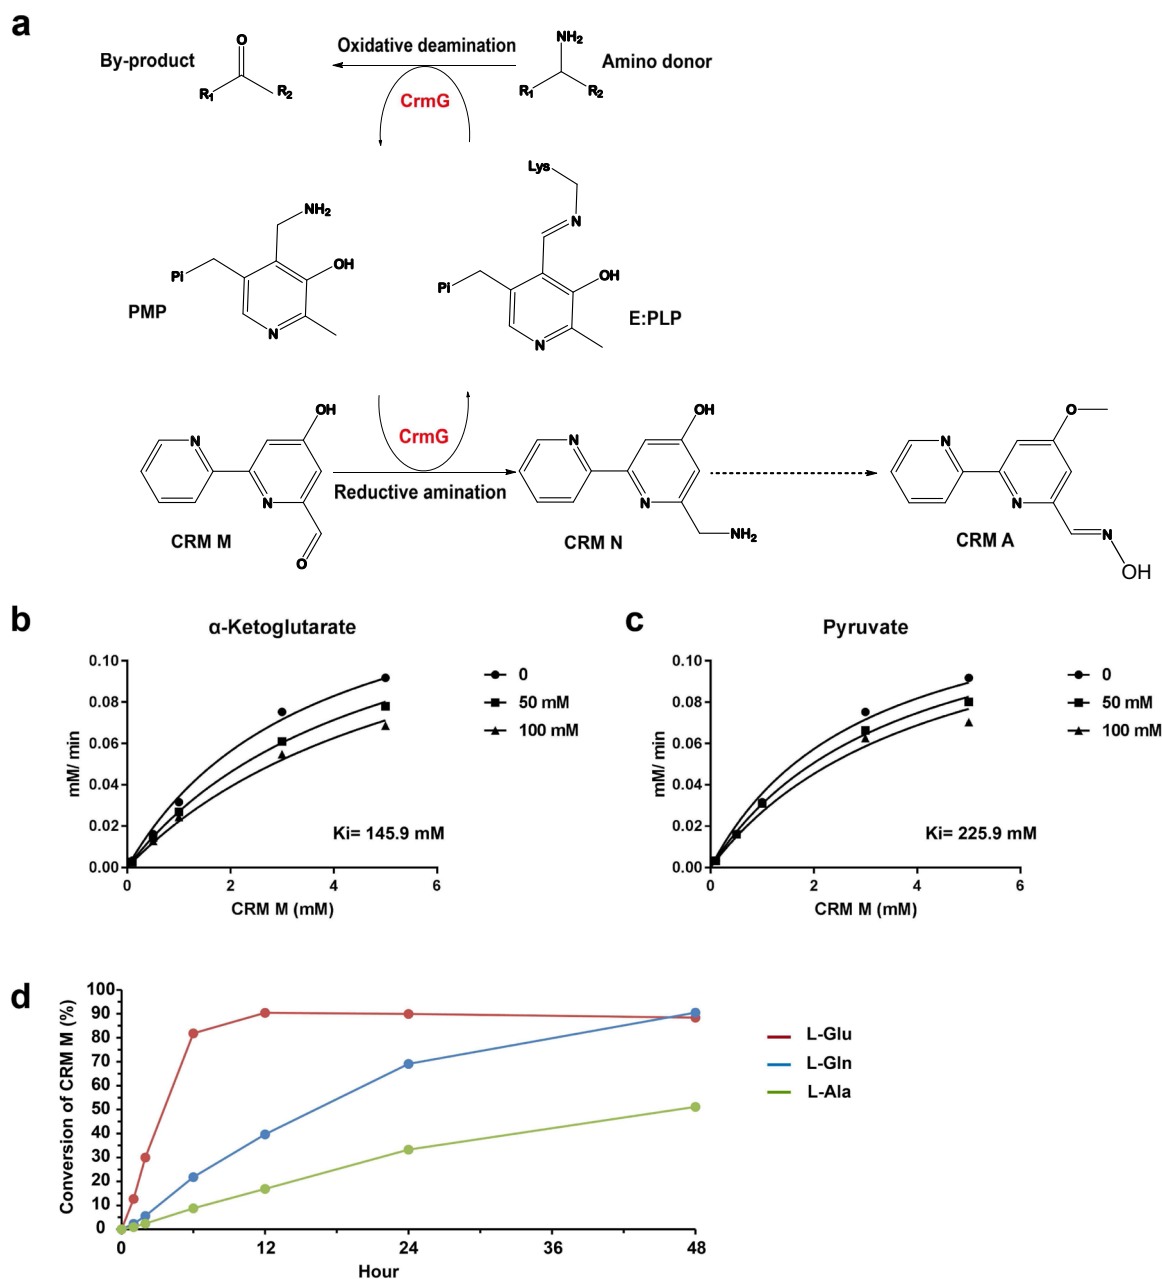 a
By-product
O
R1
R2
Oxidative deamination
CrmG
NH2
R1
R2
Amino donor
Lys
N
NH2
OH
Pi
N
PMP
OH
Pi
N
E:PLP
OH
N
N
O
CRM M
CrmG
Reductive amination
OH
N
N
NH2
CRM N
O
N
N
N
OH
CRM A
b
α-Ketoglutarate
mM/ min
0.10
0.08
0.06
0.04
0.02
0.00
0
2
4
6
CRM M (mM)
0
50 mM
100 mM
Ki= 145.9 mM
c
Pyruvate
mM/ min
0.10
0.08
0.06
0.04
0.02
0.00
0
2
4
6
CRM M (mM)
0
50 mM
100 mM
Ki= 225.9 mM
d
Conversion of CRM M (%)
100
90
80
70
60
50
40
30
20
10
0
0
12
24
36
48
Hour
L-Glu
L-Gln
L-Ala